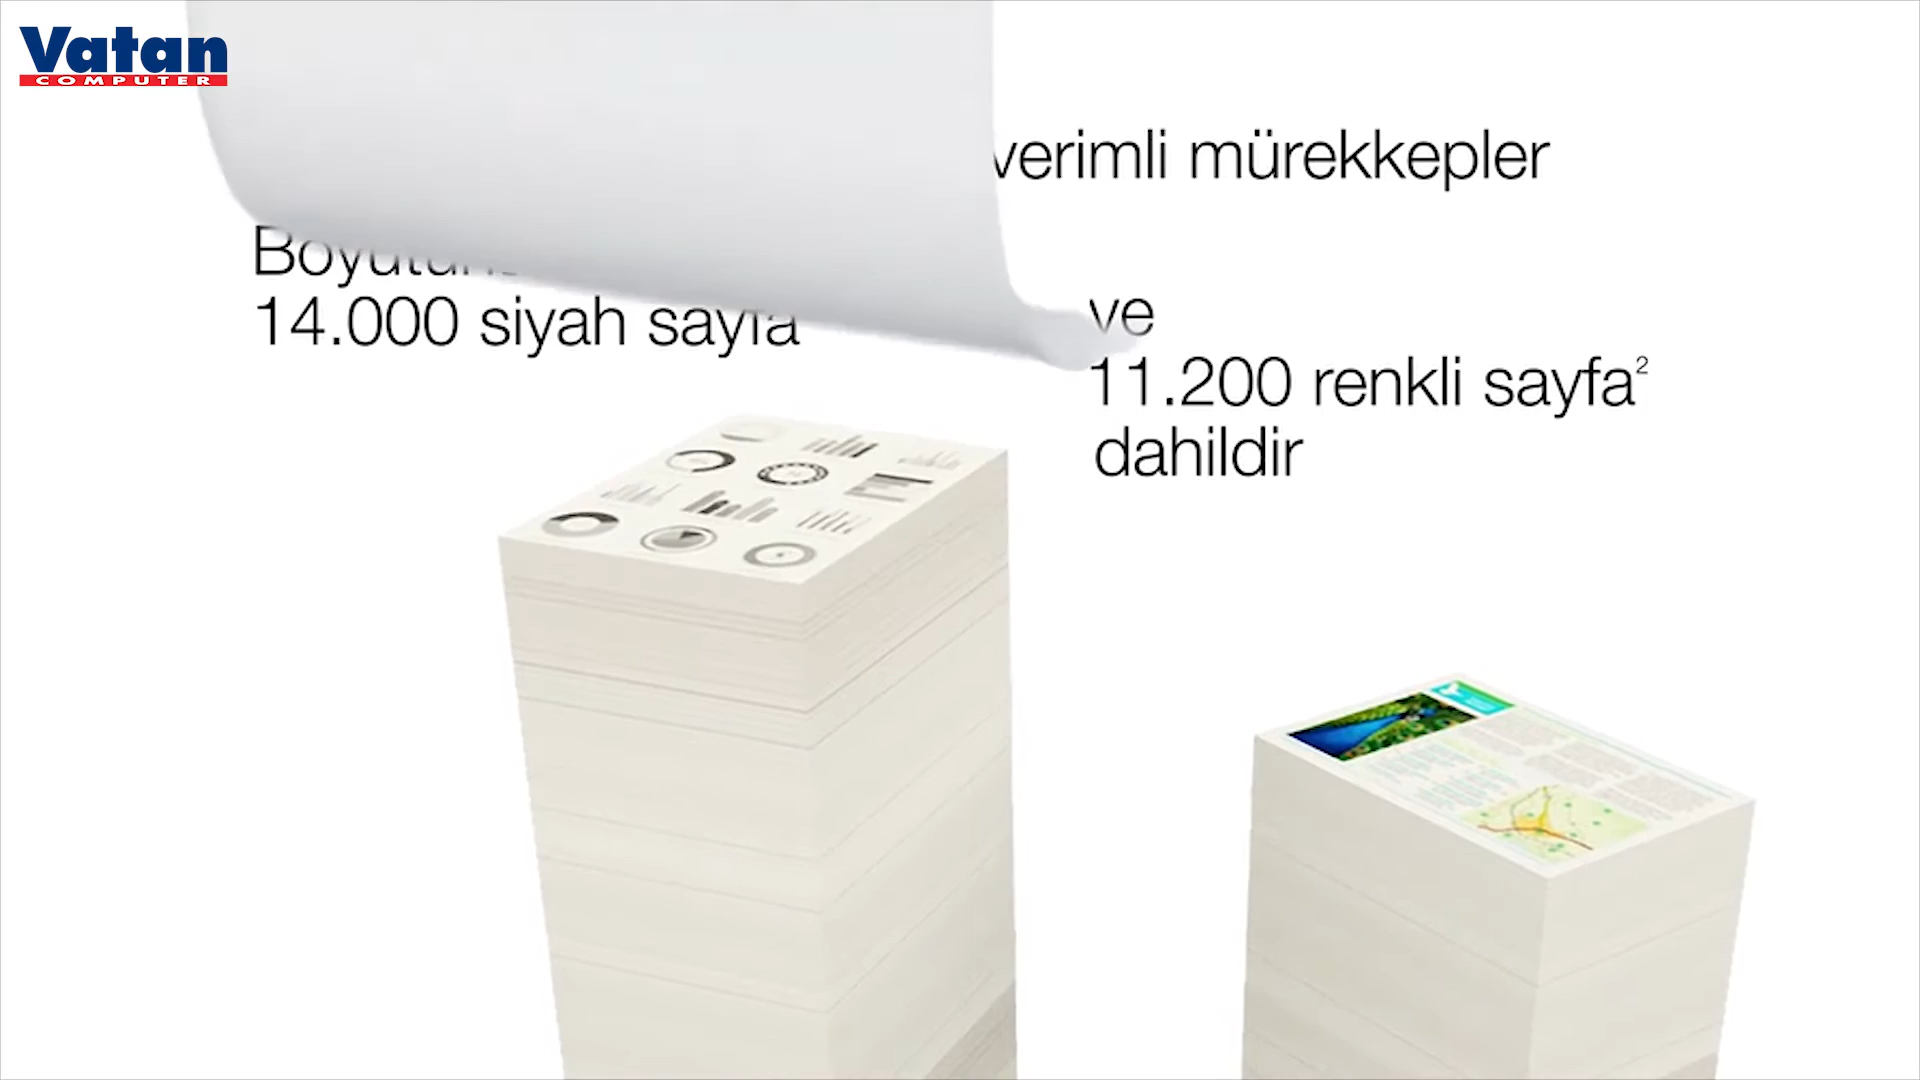 Vatan
COMPUTER
verimli mürekkepler
14.000 siyah sayfa
ve
11.200 renkli sayfa²
dahildir